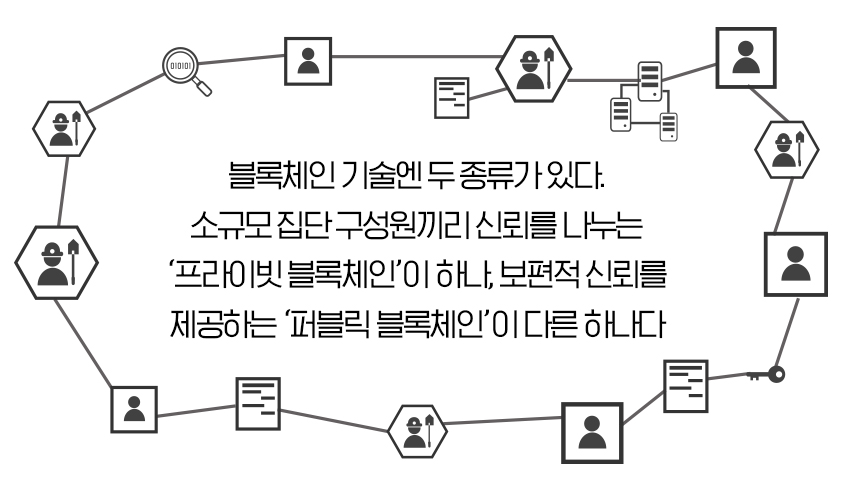 010101
블록체인 기술엔 두 종류가 있다.
소규모 집단 구성원끼리 신뢰를 나누는
‘프라이빗 블록체인’이 하나, 보편적 신뢰를
제공하는 ‘퍼블릭 블록체인’이 다른 하나다